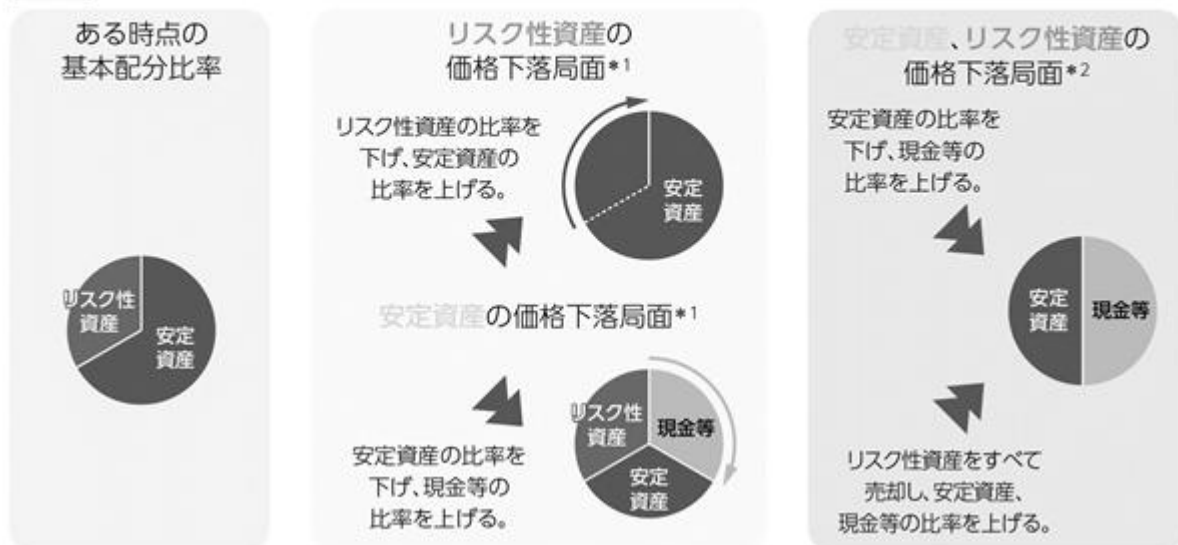 ある時点の
基本配分比率
リスク性
資産
安定
資産
リスク性資産の
価格下落局面*1
リスク性資産の比率を
下げ、安定資産の
比率を上げる。
安定
資産
安定資産の価格下落局面*1
安定資産の比率を
下げ、現金等の
比率を上げる。
リスク性
資産
現金等
安定
資産
安定資産、リスク性資産の
価格下落局面*2
安定資産の比率を
下げ、現金等の
比率を上げる。
安定
資産
現金等
リスク性資産をすべて
売却し、安定資産、
現金等の比率を上げる。